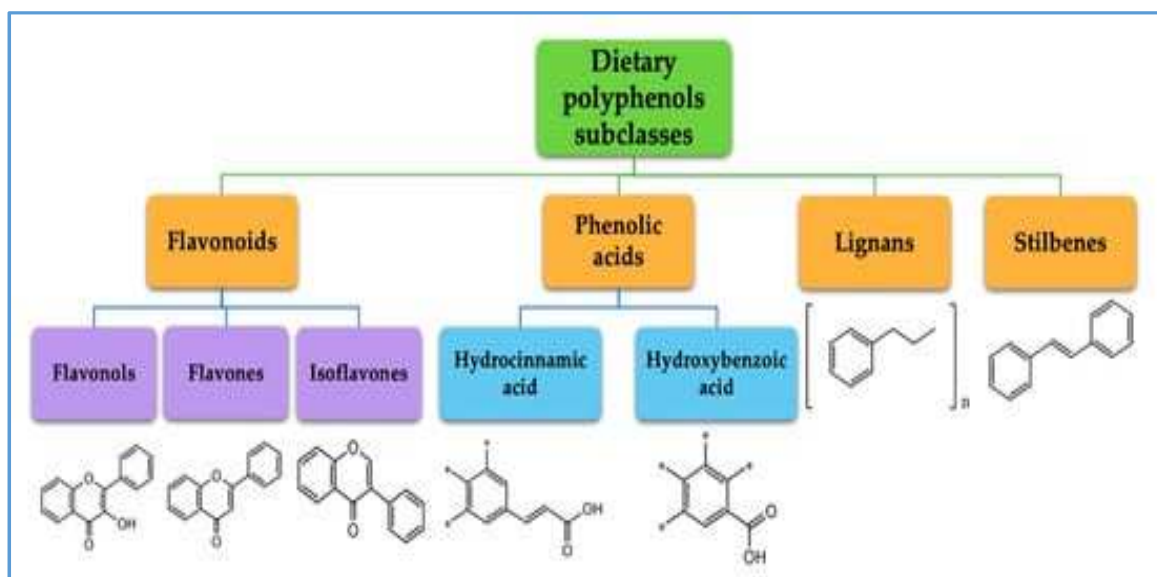 Dietary
polyphenols
subclasses
Flavonoids
Phenolic
acids
Lignans
Stilbenes
Flavonols
Flavones
Isoflavones
Hydrocinnamic
acid
Hydroxybenzoic
acid
n
O
OH
O
O
O
O
O
OH
O
O
OH